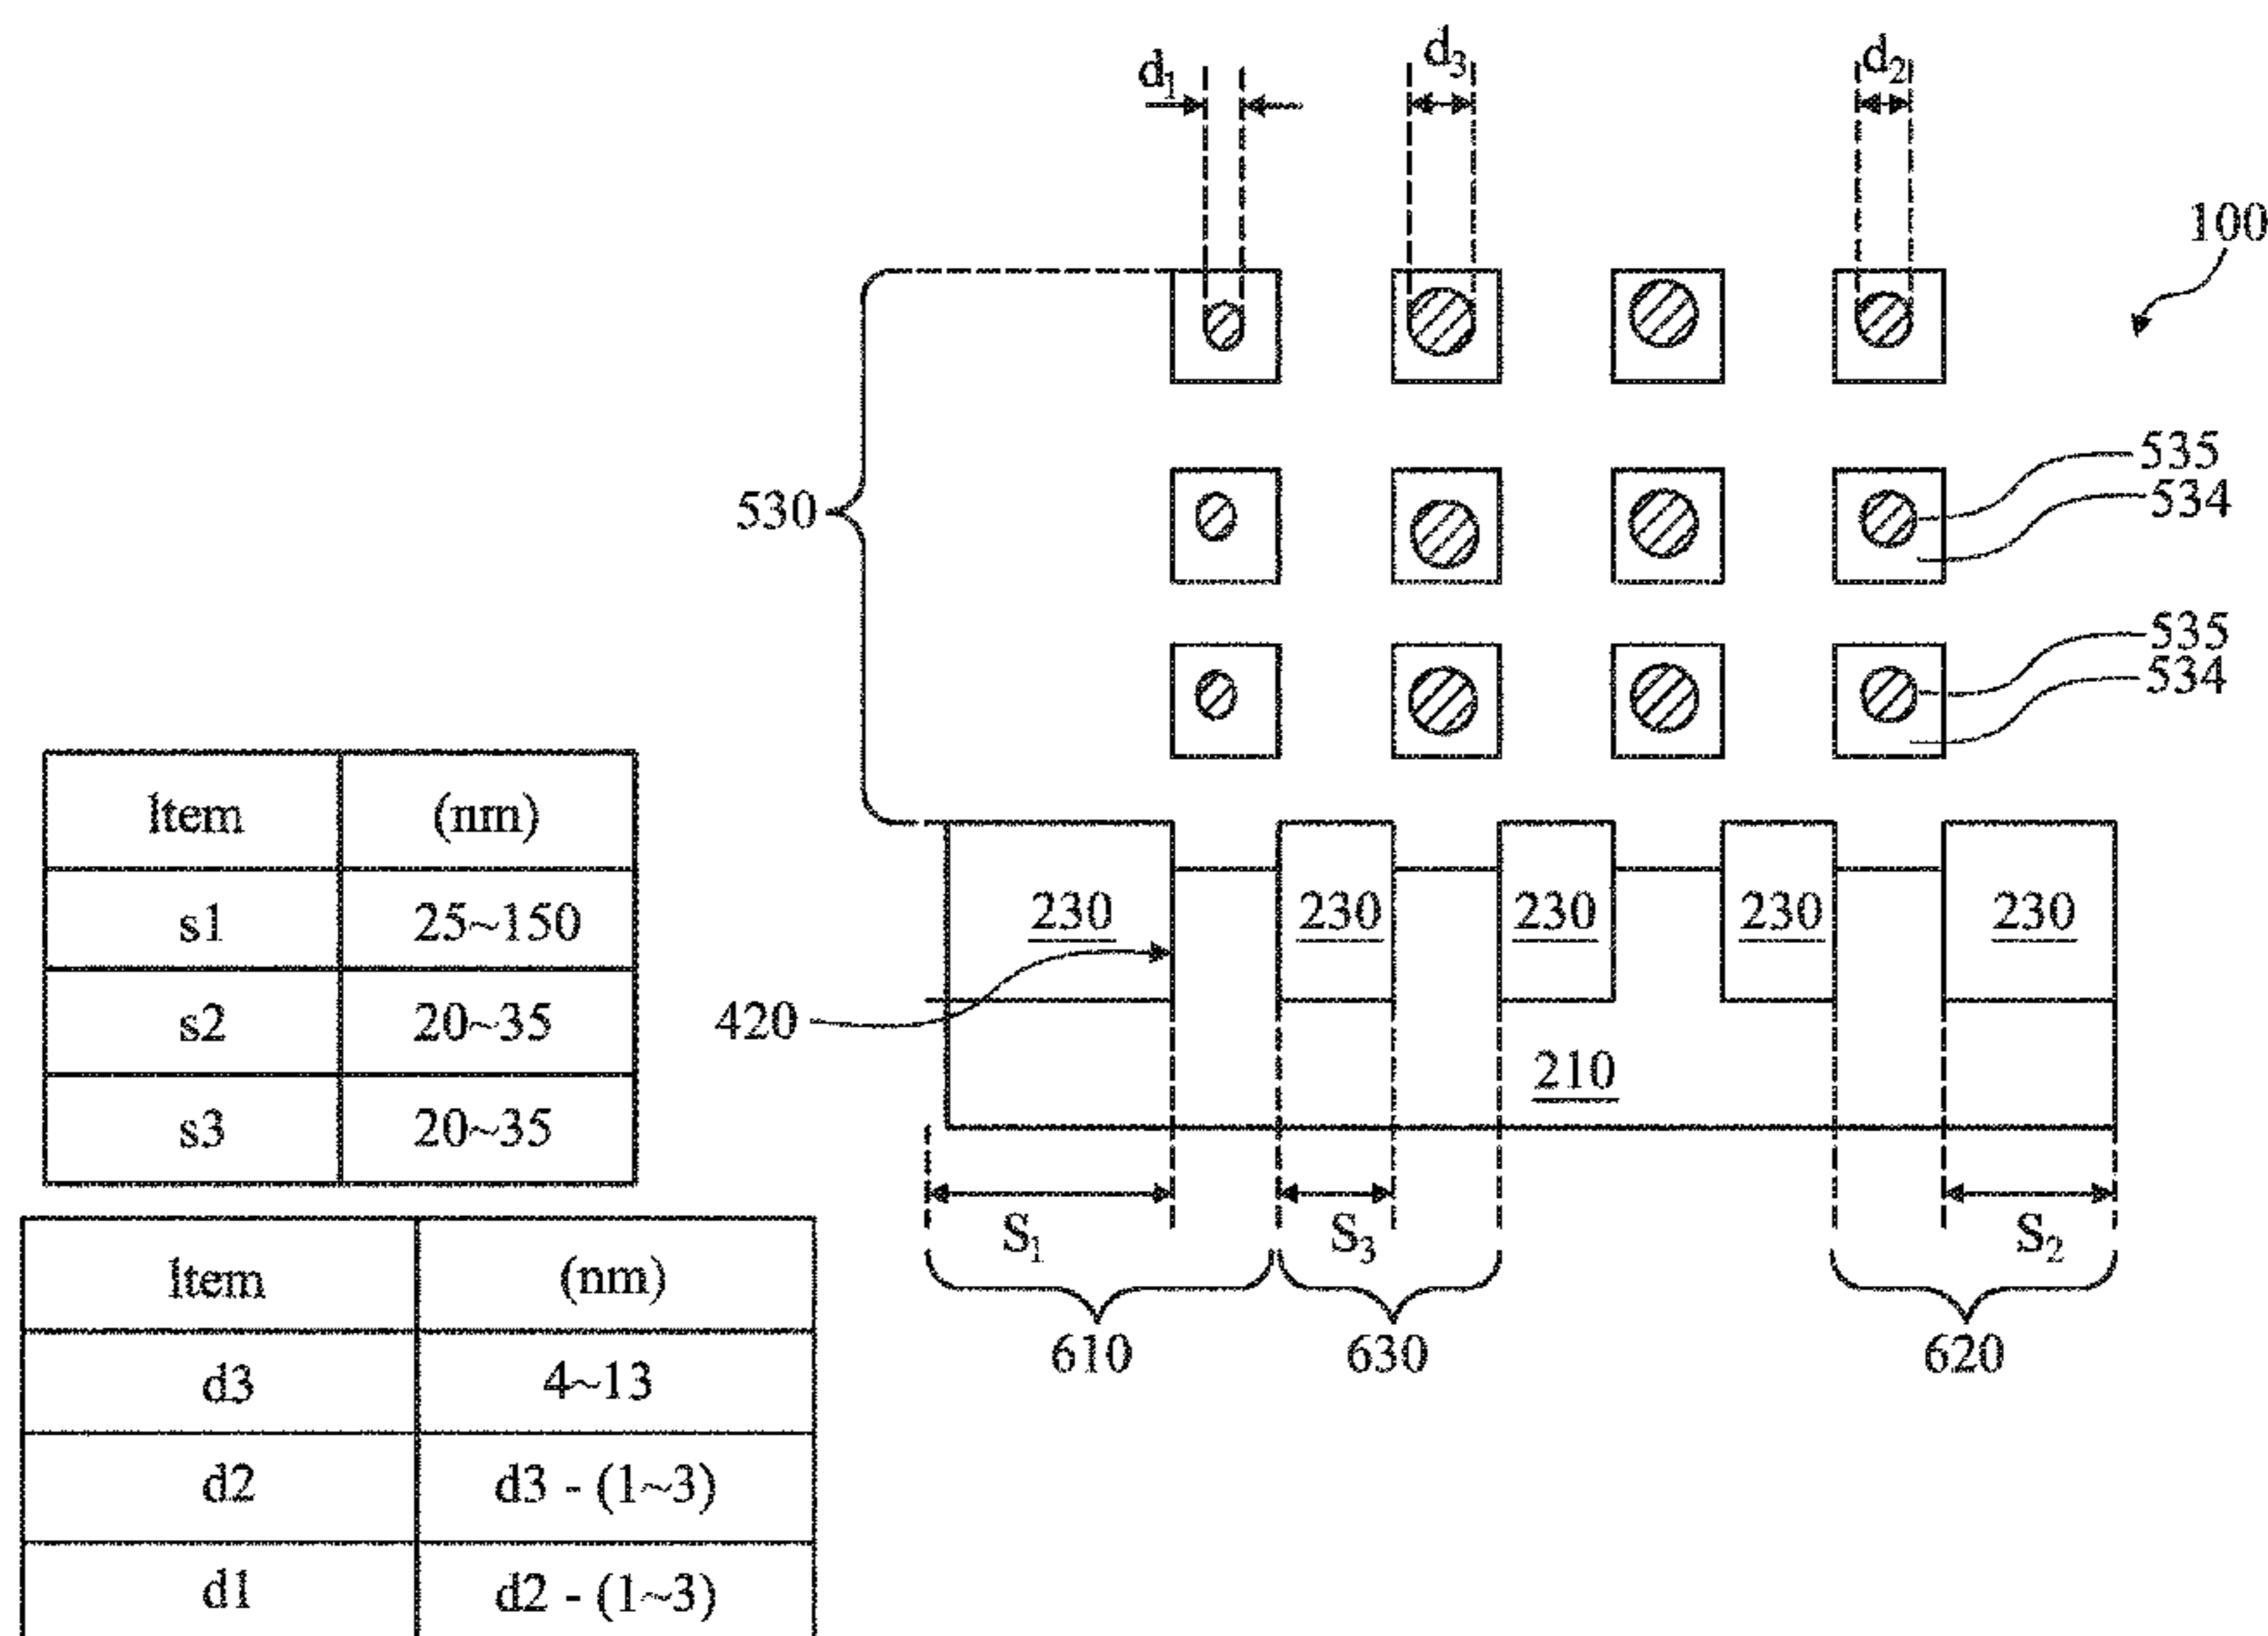 d₁
d₃
d₂
100
530
535
534
535
534
Item (nm)
s1 25~150
s2 20~35
s3 20~35
230 230 230 230 230
420
210
S₁ S₃ S₂
610 630 620
Item (nm)
d3 4~13
d2 d3 - (1~3)
d1 d2 - (1~3)